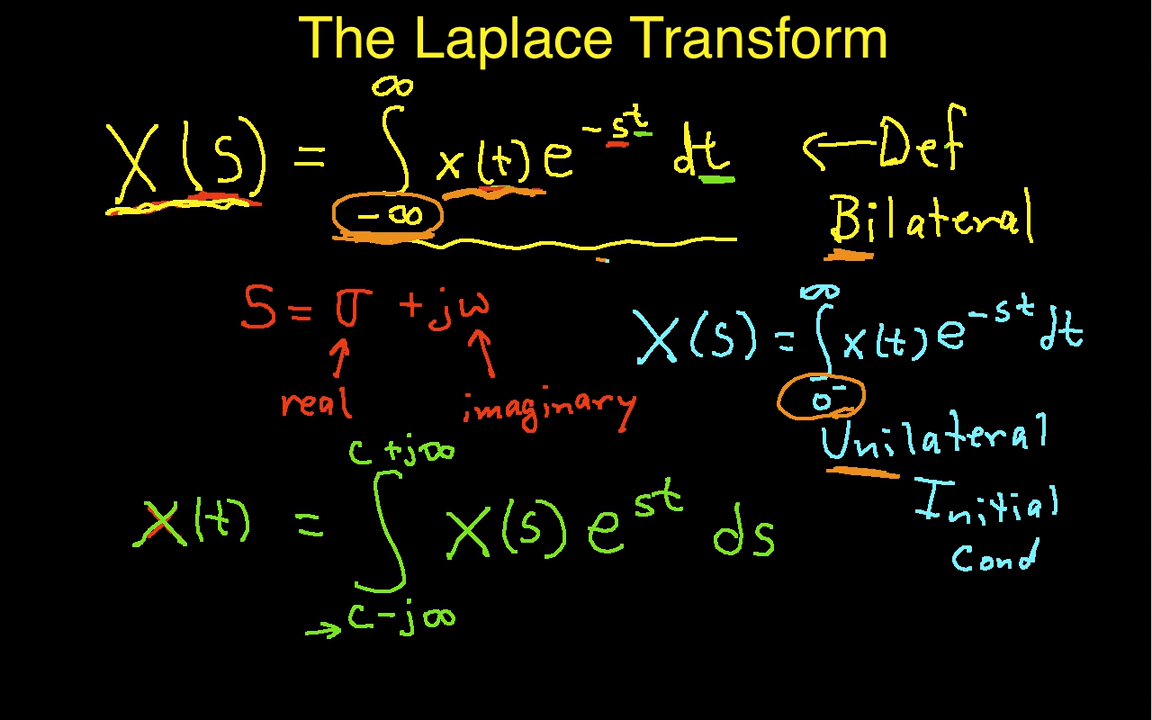 The Laplace Transform
X(s) = ∫_{-∞}^{∞} x(t) e^{-st} dt ← Def
Bilateral
S = σ + jω
real imaginary
X(s) = ∫_{0^-}^{∞} x(t) e^{-st} dt
Unilateral
Initial
Cond
x(t) = ∫_{c-j∞}^{c+j∞} X(s) e^{st} ds